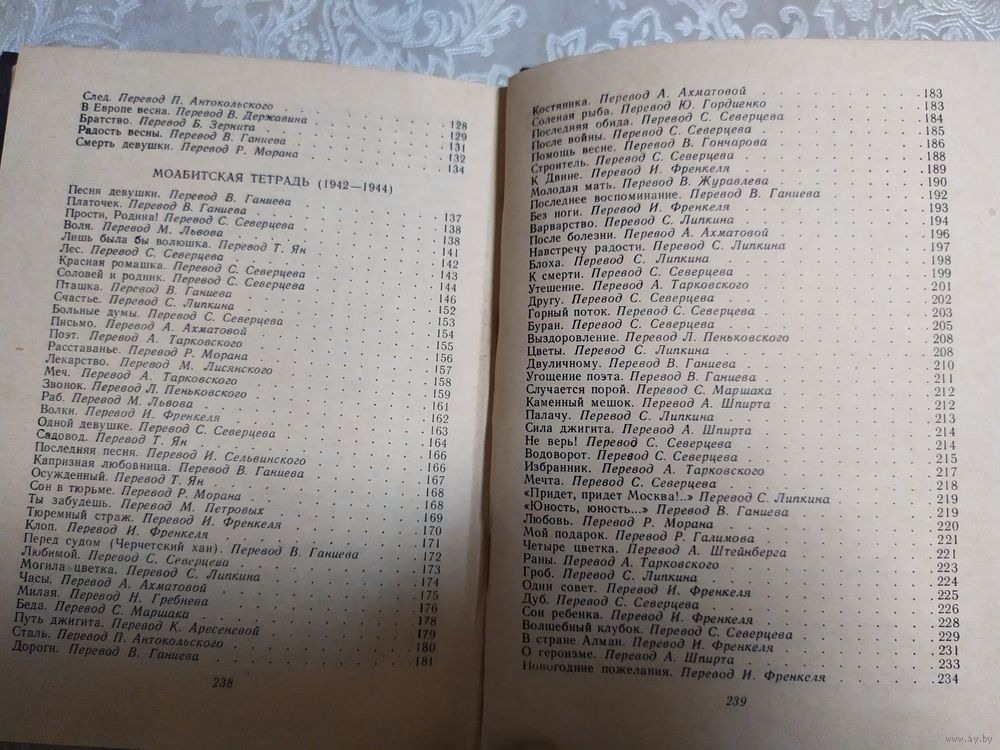 След. Перевод П. Антокольского . . . 128
В Европе весна. Перевод В. Державина . . . 129
Братство. Перевод Б. Зернита . . . 131
Радость весны. Перевод В. Ганиева . . . 132
Смерть девушки. Перевод Р. Морана . . . 134
МОАБИТСКАЯ ТЕТРАДЬ (1942—1944)
Песня девушки. Перевод В. Ганиева . . . 137
Платочек. Перевод В. Ганиева . . . 138
Прости, Родина! Перевод С. Северцева . . . 138
Воля. Перевод М. Львова . . . 141
Лишь была бы волюшка. Перевод Т. Ян . . . 142
Лес. Перевод С. Северцева . . . 143
Красная ромашка. Перевод С. Северцева . . . 144
Соловей и родник. Перевод С. Северцева . . . 146
Пташка. Перевод В. Ганиева . . . 152
Счастье. Перевод С. Липкина . . . 153
Больные думы. Перевод С. Северцева . . . 154
Письмо. Перевод А. Ахматовой . . . 155
Поэт. Перевод А. Тарковского . . . 156
Расставанье. Перевод Р. Морана . . . 157
Лекарство. Перевод М. Лисянского . . . 158
Меч. Перевод А. Тарковского . . . 159
Звонок. Перевод Л. Пеньковского . . . 161
Раб. Перевод М. Львова . . . 162
Волки. Перевод И. Френкеля . . . 163
Одной девушке. Перевод С. Северцева . . . 164
Садовод. Перевод Т. Ян . . . 166
Последняя песня. Перевод И. Сельвинского . . . 166
Капризная любовница. Перевод В. Ганиева . . . 167
Осужденный. Перевод Т. Ян . . . 168
Сон в тюрьме. Перевод Р. Морана . . . 168
Ты забудешь. Перевод М. Петровых . . . 169
Тюремный страж. Перевод И. Френкеля . . . 170
Клоп. Перевод И. Френкеля . . . 171
Перед судом (Черчетский хан). Перевод В. Ганиева . . . 172
Любимой. Перевод С. Северцева . . . 173
Могила цветка. Перевод С. Липкина . . . 174
Часы. Перевод А. Ахматовой . . . 175
Милая. Перевод Н. Гребнева . . . 176
Беда. Перевод С. Маршака . . . 178
Путь джигита. Перевод К. Арсеневой . . . 179
Сталь. Перевод П. Антокольского . . . 180
Дороги. Перевод В. Ганиева . . . 181
238
Костяника. Перевод А. Ахматовой . . . 183
Соленая рыба. Перевод Ю. Гордиенко . . . 183
Последняя обида. Перевод С. Северцева . . . 184
После войны. Перевод С. Северцева . . . 185
Помощь весне. Перевод В. Гончарова . . . 186
Строитель. Перевод С. Северцева . . . 188
К Двине. Перевод И. Френкеля . . . 189
Молодая мать. Перевод В. Журавлева . . . 190
Последнее воспоминание. Перевод В. Ганиева . . . 192
Без ноги. Перевод И. Френкеля . . . 193
Варварство. Перевод С. Липкина . . . 194
После болезни. Перевод А. Ахматовой . . . 196
Навстречу радости. Перевод С. Липкина . . . 197
Блоха. Перевод С. Липкина . . . 198
К смерти. Перевод С. Северцева . . . 199
Утешение. Перевод А. Тарковского . . . 201
Другу. Перевод С. Северцева . . . 202
Горный поток. Перевод С. Северцева . . . 203
Буран. Перевод С. Северцева . . . 205
Выздоровление. Перевод Л. Пеньковского . . . 208
Цветы. Перевод С. Липкина . . . 208
Двуличному. Перевод В. Ганиева . . . 210
Угощение поэта. Перевод В. Ганиева . . . 211
Случается порой. Перевод С. Маршака . . . 212
Каменный мешок. Перевод А. Шпирта . . . 212
Палачу. Перевод С. Липкина . . . 213
Сила джигита. Перевод А. Шпирта . . . 214
Не верь! Перевод С. Северцева . . . 214
Водоворот. Перевод С. Северцева . . . 215
Избранник. Перевод А. Тарковского . . . 217
Мечта. Перевод С. Северцева . . . 218
«Придет, придет Москва!..» Перевод С. Липкина . . . 219
«Юность, юность...» Перевод В. Ганиева . . . 219
Любовь. Перевод Р. Морана . . . 220
Мой подарок. Перевод Р. Галимова . . . 221
Четыре цветка. Перевод А. Штейнберга . . . 221
Раны. Перевод А. Тарковского . . . 223
Гроб. Перевод С. Липкина . . . 224
Один совет. Перевод И. Френкеля . . . 225
Дуб. Перевод С. Северцева . . . 226
Сон ребенка. Перевод И. Френкеля . . . 228
Волшебный клубок. Перевод С. Северцева . . . 229
В стране Алман. Перевод И. Френкеля . . . 231
О героизме. Перевод А. Шпирта . . . 233
Новогодние пожелания. Перевод И. Френкеля . . . 234
239
www.ay.by